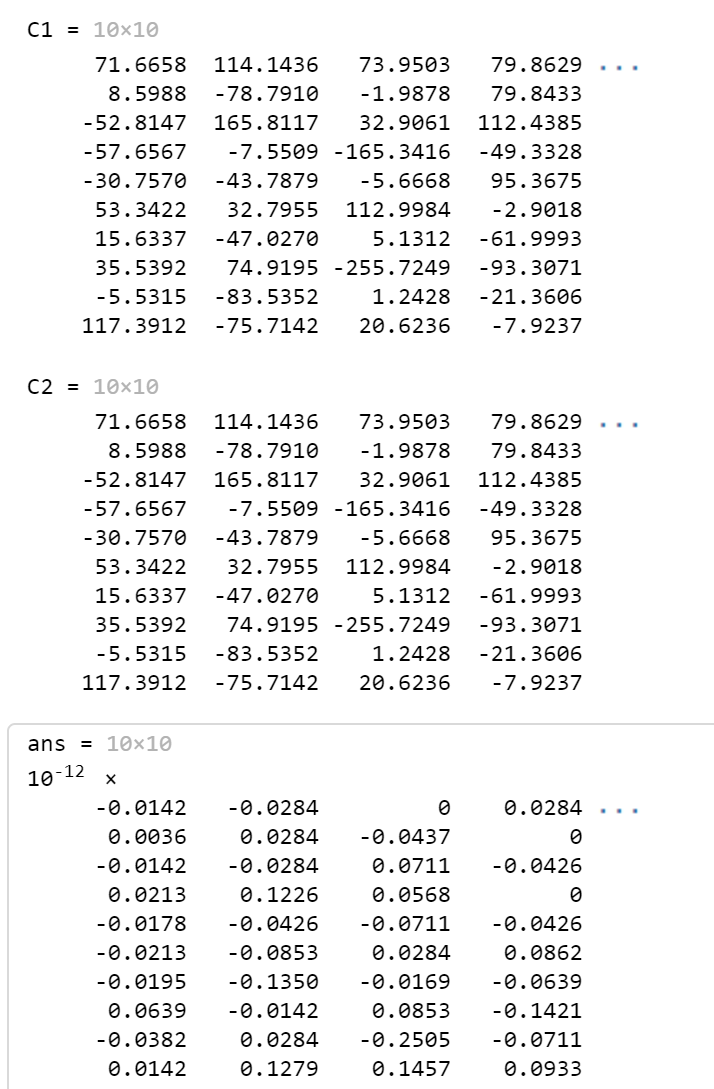 C1 = 10×10
71.6658 114.1436 73.9503 79.8629 ...
8.5988 -78.7910 -1.9878 79.8433
-52.8147 165.8117 32.9061 112.4385
-57.6567 -7.5509 -165.3416 -49.3328
-30.7570 -43.7879 -5.6668 95.3675
53.3422 32.7955 112.9984 -2.9018
15.6337 -47.0270 5.1312 -61.9993
35.5392 74.9195 -255.7249 -93.3071
-5.5315 -83.5352 1.2428 -21.3606
117.3912 -75.7142 20.6236 -7.9237
C2 = 10×10
71.6658 114.1436 73.9503 79.8629 ...
8.5988 -78.7910 -1.9878 79.8433
-52.8147 165.8117 32.9061 112.4385
-57.6567 -7.5509 -165.3416 -49.3328
-30.7570 -43.7879 -5.6668 95.3675
53.3422 32.7955 112.9984 -2.9018
15.6337 -47.0270 5.1312 -61.9993
35.5392 74.9195 -255.7249 -93.3071
-5.5315 -83.5352 1.2428 -21.3606
117.3912 -75.7142 20.6236 -7.9237
ans = 10×10
10⁻¹² ×
-0.0142 -0.0284 0 0.0284 ...
0.0036 0.0284 -0.0437 0
-0.0142 -0.0284 0.0711 -0.0426
0.0213 0.1226 0.0568 0
-0.0178 -0.0426 -0.0711 -0.0426
-0.0213 -0.0853 0.0284 0.0862
-0.0195 -0.1350 -0.0169 -0.0639
0.0639 -0.0142 0.0853 -0.1421
-0.0382 0.0284 -0.2505 -0.0711
0.0142 0.1279 0.1457 0.0933